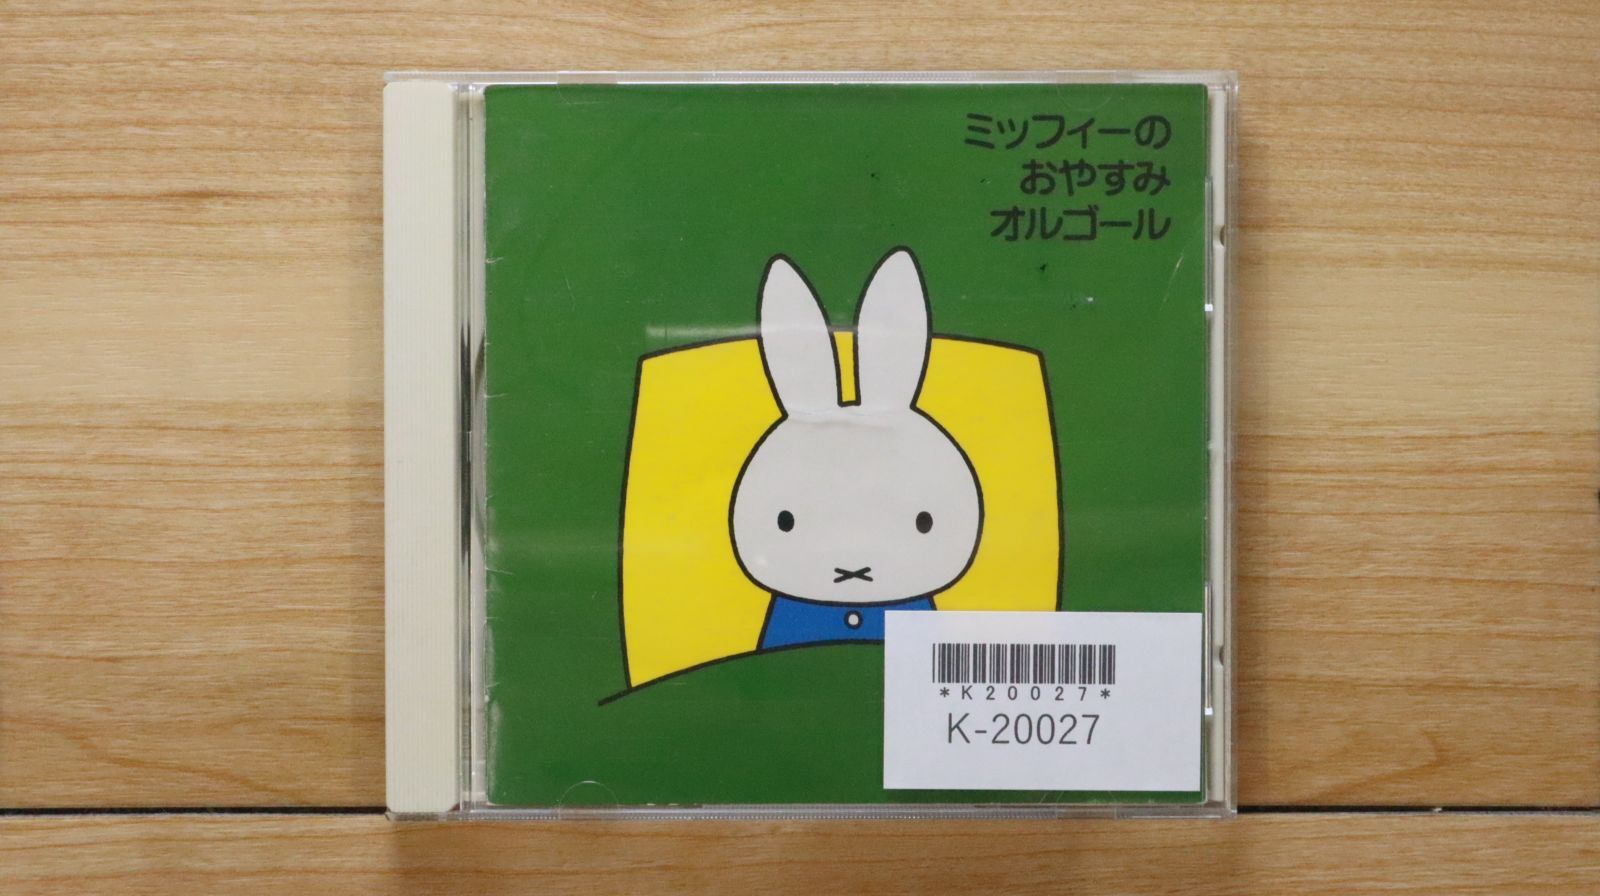 ミッフィーの
おやすみ
オルゴール
*K20027*
K-20027